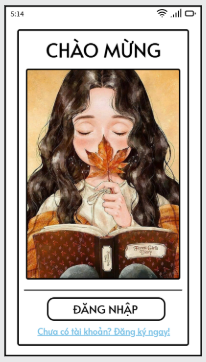 5:14
CHÀO MỪNG
ĐĂNG NHẬP
Chưa có tài khoản? Đăng ký ngay!